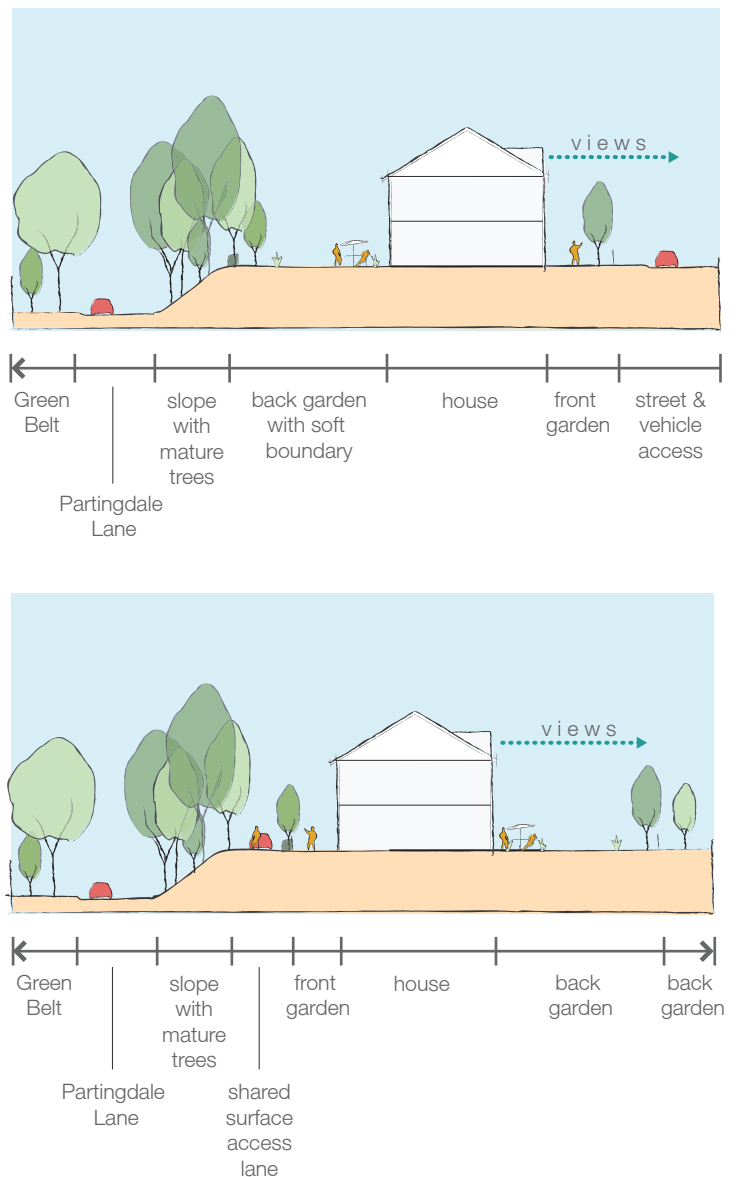 views
Green
Belt
Partingdale
Lane
slope
with
mature
trees
back garden
with soft
boundary
house
front
garden
street &
vehicle
access
views
Green
Belt
Partingdale
Lane
slope
with
mature
trees
shared
surface
access
lane
front
garden
house
back
garden
back
garden